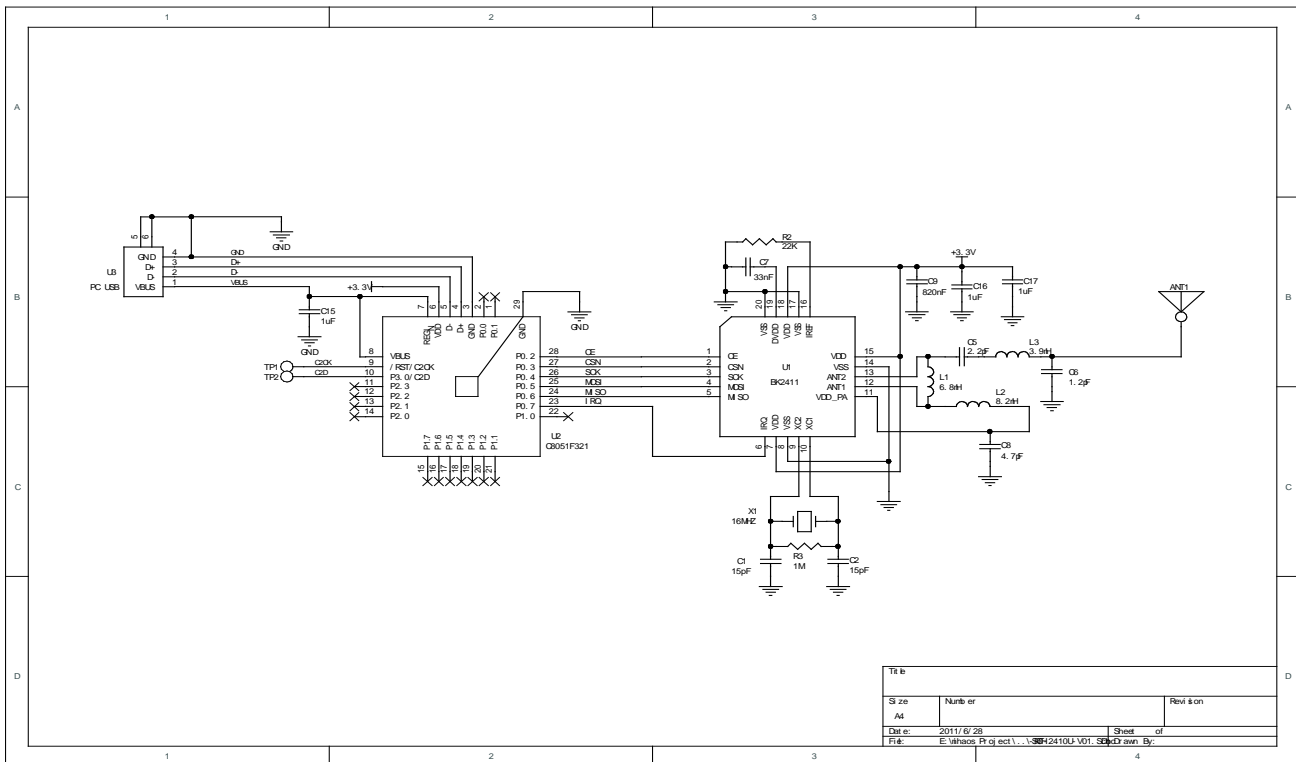 1 2 3 4
A A
B B
C C
D D
1 2 3 4
U3
PC USB
5 6
GND 4
D+ 3
D- 2
VBUS 1
GND
D+
D-
VBUS
GND
+3.3V
C15
1uF
GND
7 6 5 4 3 2 1 29
REGIN
VDD
D-
D+
GND
P0.0
P0.1
GND
GND
TP1 C2CK
TP2 C2D
8 VBUS
9 /RST/C2CK
10 P3.0/C2D
11 P2.3
12 P2.2
13 P2.1
14 P2.0
P0.2 28 CE
P0.3 27 CSN
P0.4 26 SCK
P0.5 25 MOSI
P0.6 24 MISO
P0.7 23 IRQ
P1.0 22
P1.7
P1.6
P1.5
P1.4
P1.3
P1.2
P1.1
15 16 17 18 19 20 21
U2
C8051F321
R2
22K
C7
33nF
20 19 18 17 16
VSS
DVDD
VDD
VSS
IREF
1 CE
2 CSN
3 SCK
4 MOSI
5 MISO
U1
BK2411
VDD 15
VSS 14
ANT2 13
ANT1 12
VDD_PA 11
IRQ
VDD
VSS
XC2
XC1
6 7 8 9 10
+3.3V
C9
820nF
C16
1uF
C17
1uF
ANT1
C5
2.2pF
L3
3.9nH
C6
1.2pF
L1
6.8nH
L2
8.2nH
C8
4.7pF
X1
16MHZ
R3
1M
C1
15pF
C2
15pF
Title
Size
A4
Number
Revision
Date: 2011/6/28
Sheet of
File:
Drawn By: